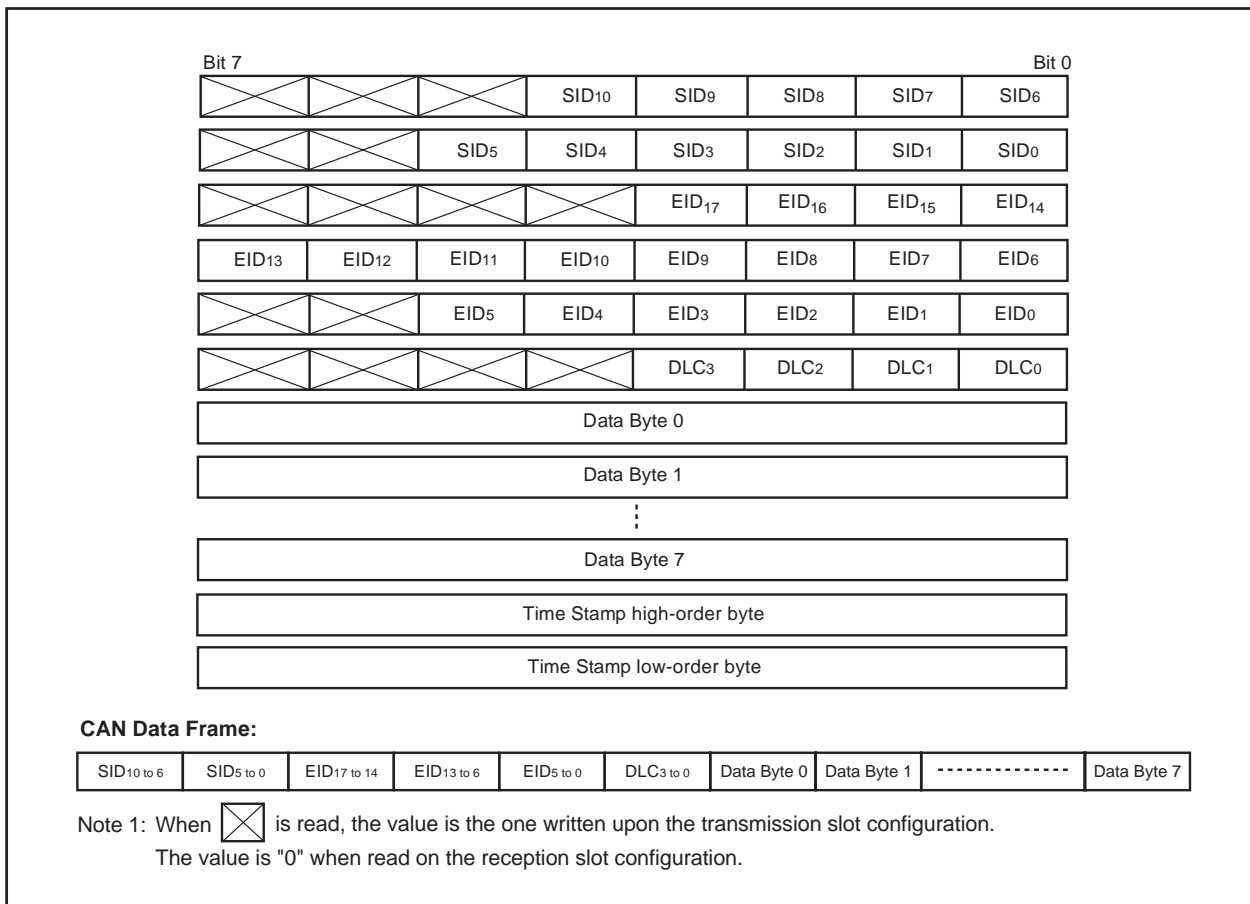 Bit 7 Bit 0
SID10 SID9 SID8 SID7 SID6
SID5 SID4 SID3 SID2 SID1 SID0
EID17 EID16 EID15 EID14
EID13 EID12 EID11 EID10 EID9 EID8 EID7 EID6
EID5 EID4 EID3 EID2 EID1 EID0
DLC3 DLC2 DLC1 DLC0
Data Byte 0
Data Byte 1
Data Byte 7
Time Stamp high-order byte
Time Stamp low-order byte
CAN Data Frame:
SID10 to 6 SID5 to 0 EID17 to 14 EID13 to 6 EID5 to 0 DLC3 to 0 Data Byte 0 Data Byte 1 Data Byte 7
Note 1: When is read, the value is the one written upon the transmission slot configuration.
The value is "0" when read on the reception slot configuration.